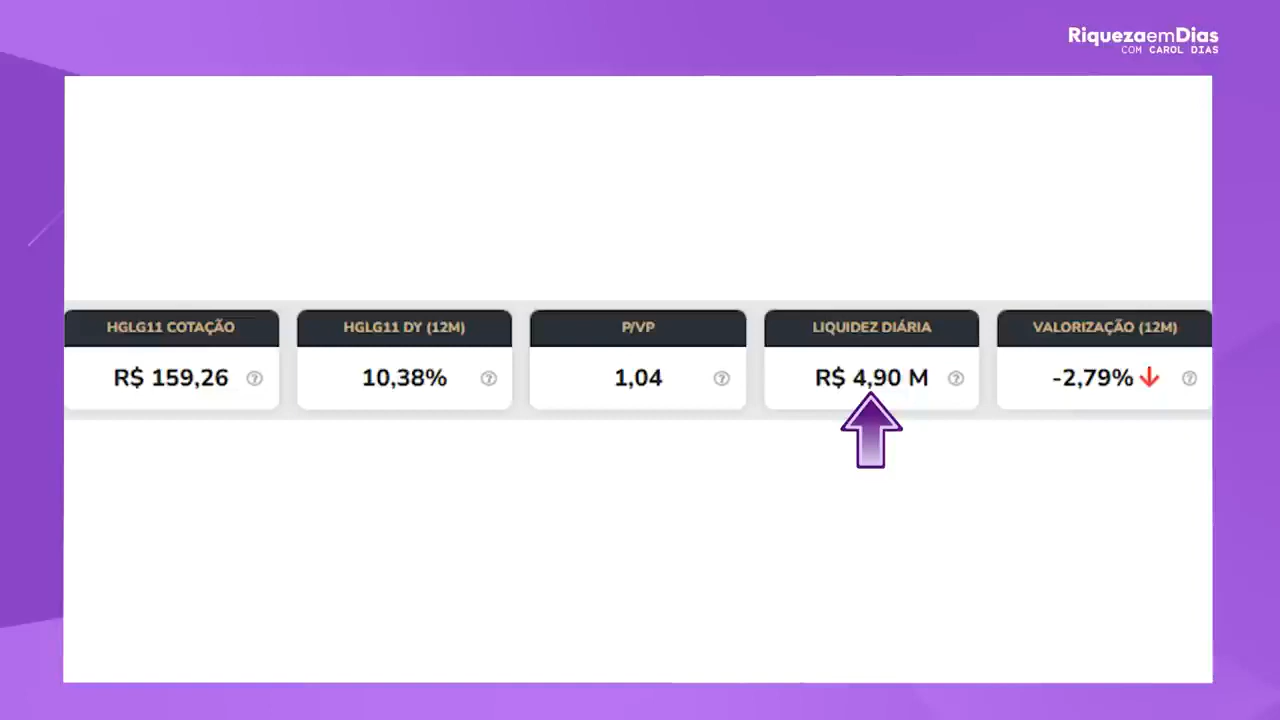 RiquezaemDias
COM CAROL DIAS
HGLG11 COTAÇÃO
R$ 159,26
HGLG11 DY (12M)
10,38%
P/VP
1,04
LIQUIDEZ DIÁRIA
R$ 4,90 M
VALORIZAÇÃO (12M)
-2,79%